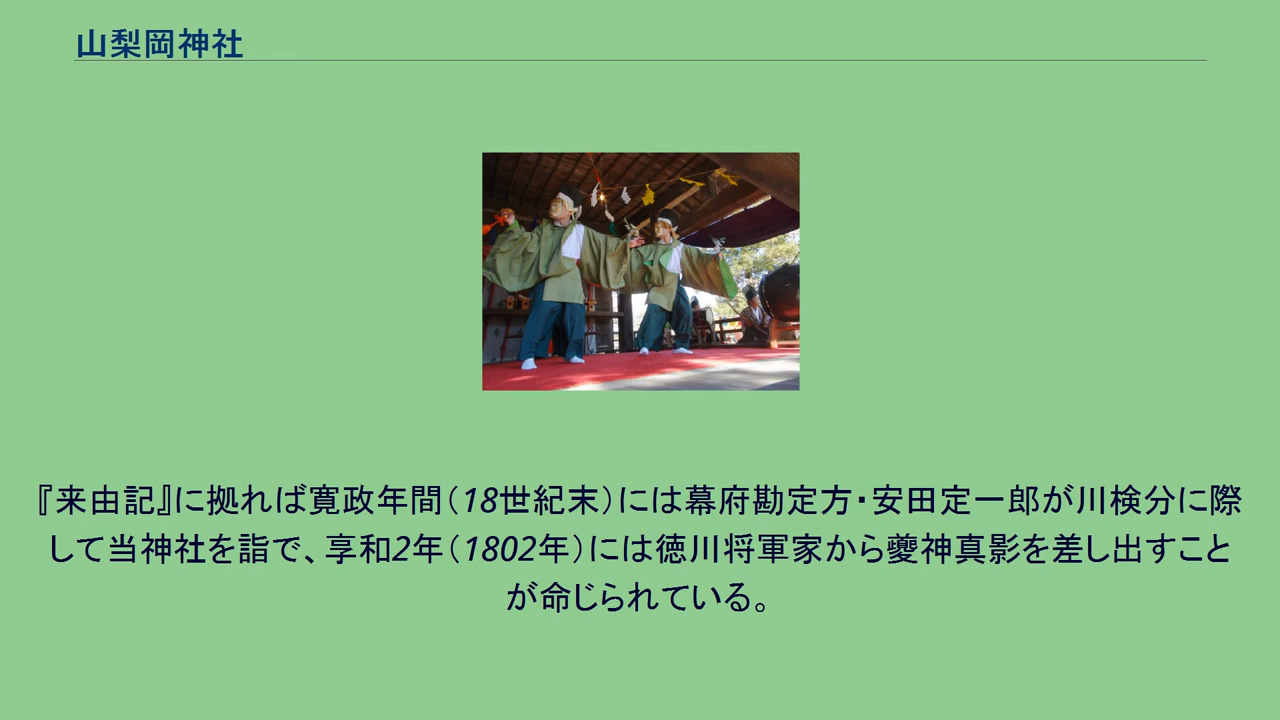 山梨岡神社
『来由記』に拠れば寛政年間（18世紀末）には幕府勘定方・安田定一郎が川検分に際
して当神社を詣で、享和2年（1802年）には徳川将軍家から夔神真影を差し出すこと
が命じられている。